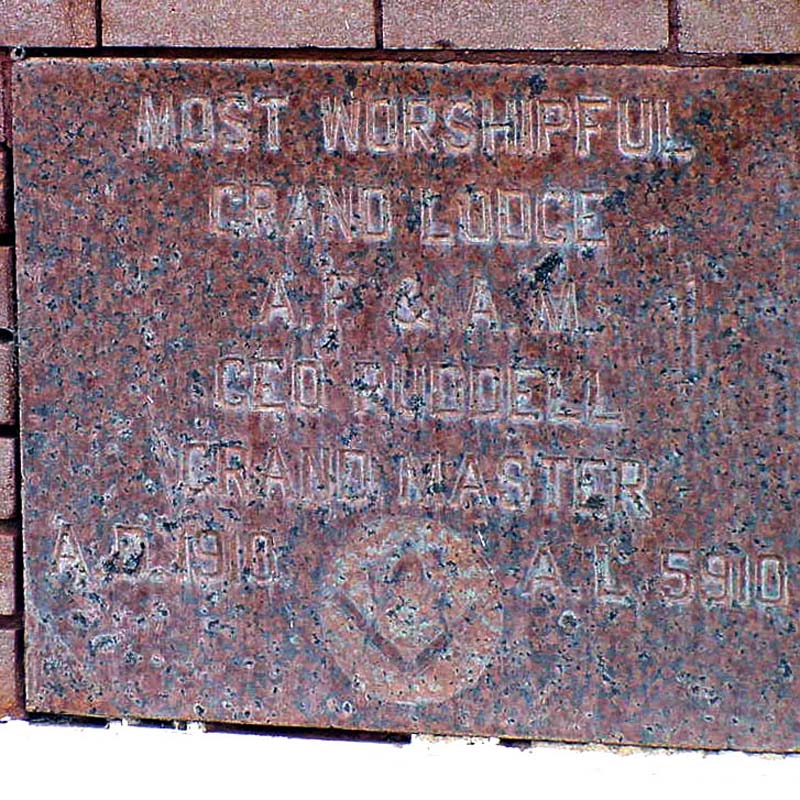 MOST WORSHIPFUL
GRAND LODGE
A.F. & A.M.
GEO RUDDELL
GRAND MASTER
A.D. 1910. A.L. 5910